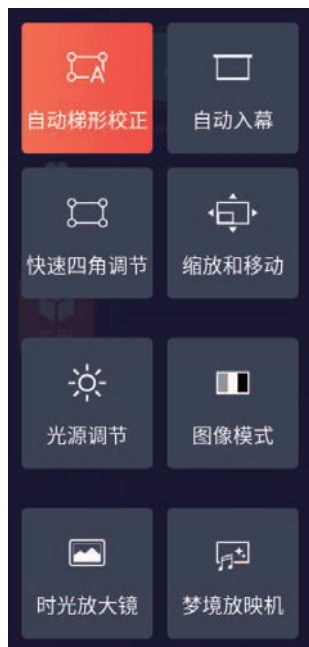 自动梯形校正
自动入幕
快速四角调节
缩放和移动
光源调节
图像模式
时光放大镜
梦境放映机